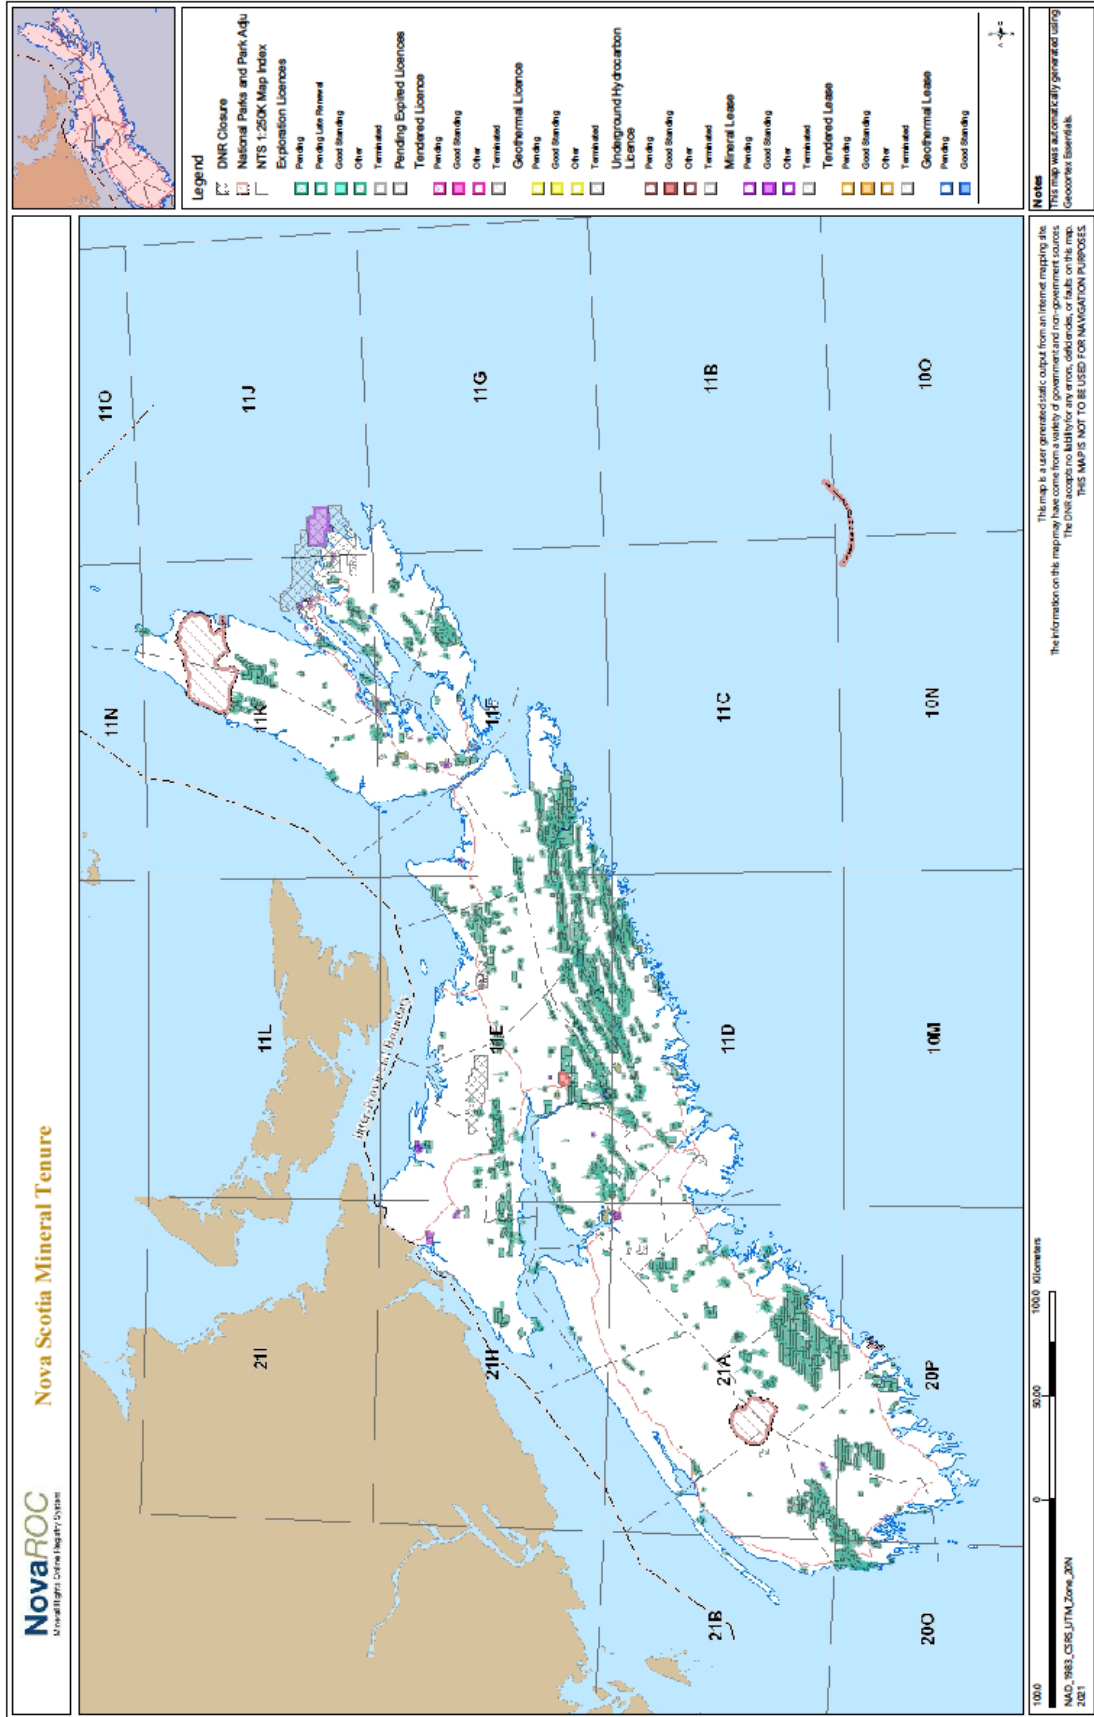 NovaROC
Mineral Rights Online Registry System
Nova Scotia Mineral Tenure
11O
11N
11J
11K
11L
21I
11G
11F
11E
21H
Inter-Provincial Boundary
11B
11C
11D
21A
21B
10O
10N
10M
20P
20O
Legend
DNR Closure
National Parks and Park Adju
NTS 1:250K Map Index
Exploration Licences
Pending
Pending Late Renewal
Good Standing
Other
Terminated
Pending Expired Licences
Tendered Licence
Pending
Good Standing
Other
Terminated
Geothermal Licence
Pending
Good Standing
Other
Terminated
Underground Hydrocarbon
Licence
Pending
Good Standing
Other
Terminated
Mineral Lease
Pending
Good Standing
Other
Terminated
Tendered Lease
Pending
Good Standing
Other
Terminated
Geothermal Lease
Pending
Good Standing
100.0 0 50.00 100.0 Kilometers
NAD_1983_CSRS_UTM_Zone_20N
2021
This map is a user generated static output from an Internet mapping site.
The information on this map may have come from a variety of government and non-government sources.
The DNR accepts no liability for any errors, deficiencies, or faults on this map.
THIS MAP IS NOT TO BE USED FOR NAVIGATION PURPOSES.
Notes
This map was automatically generated using
Geocortex Essentials.